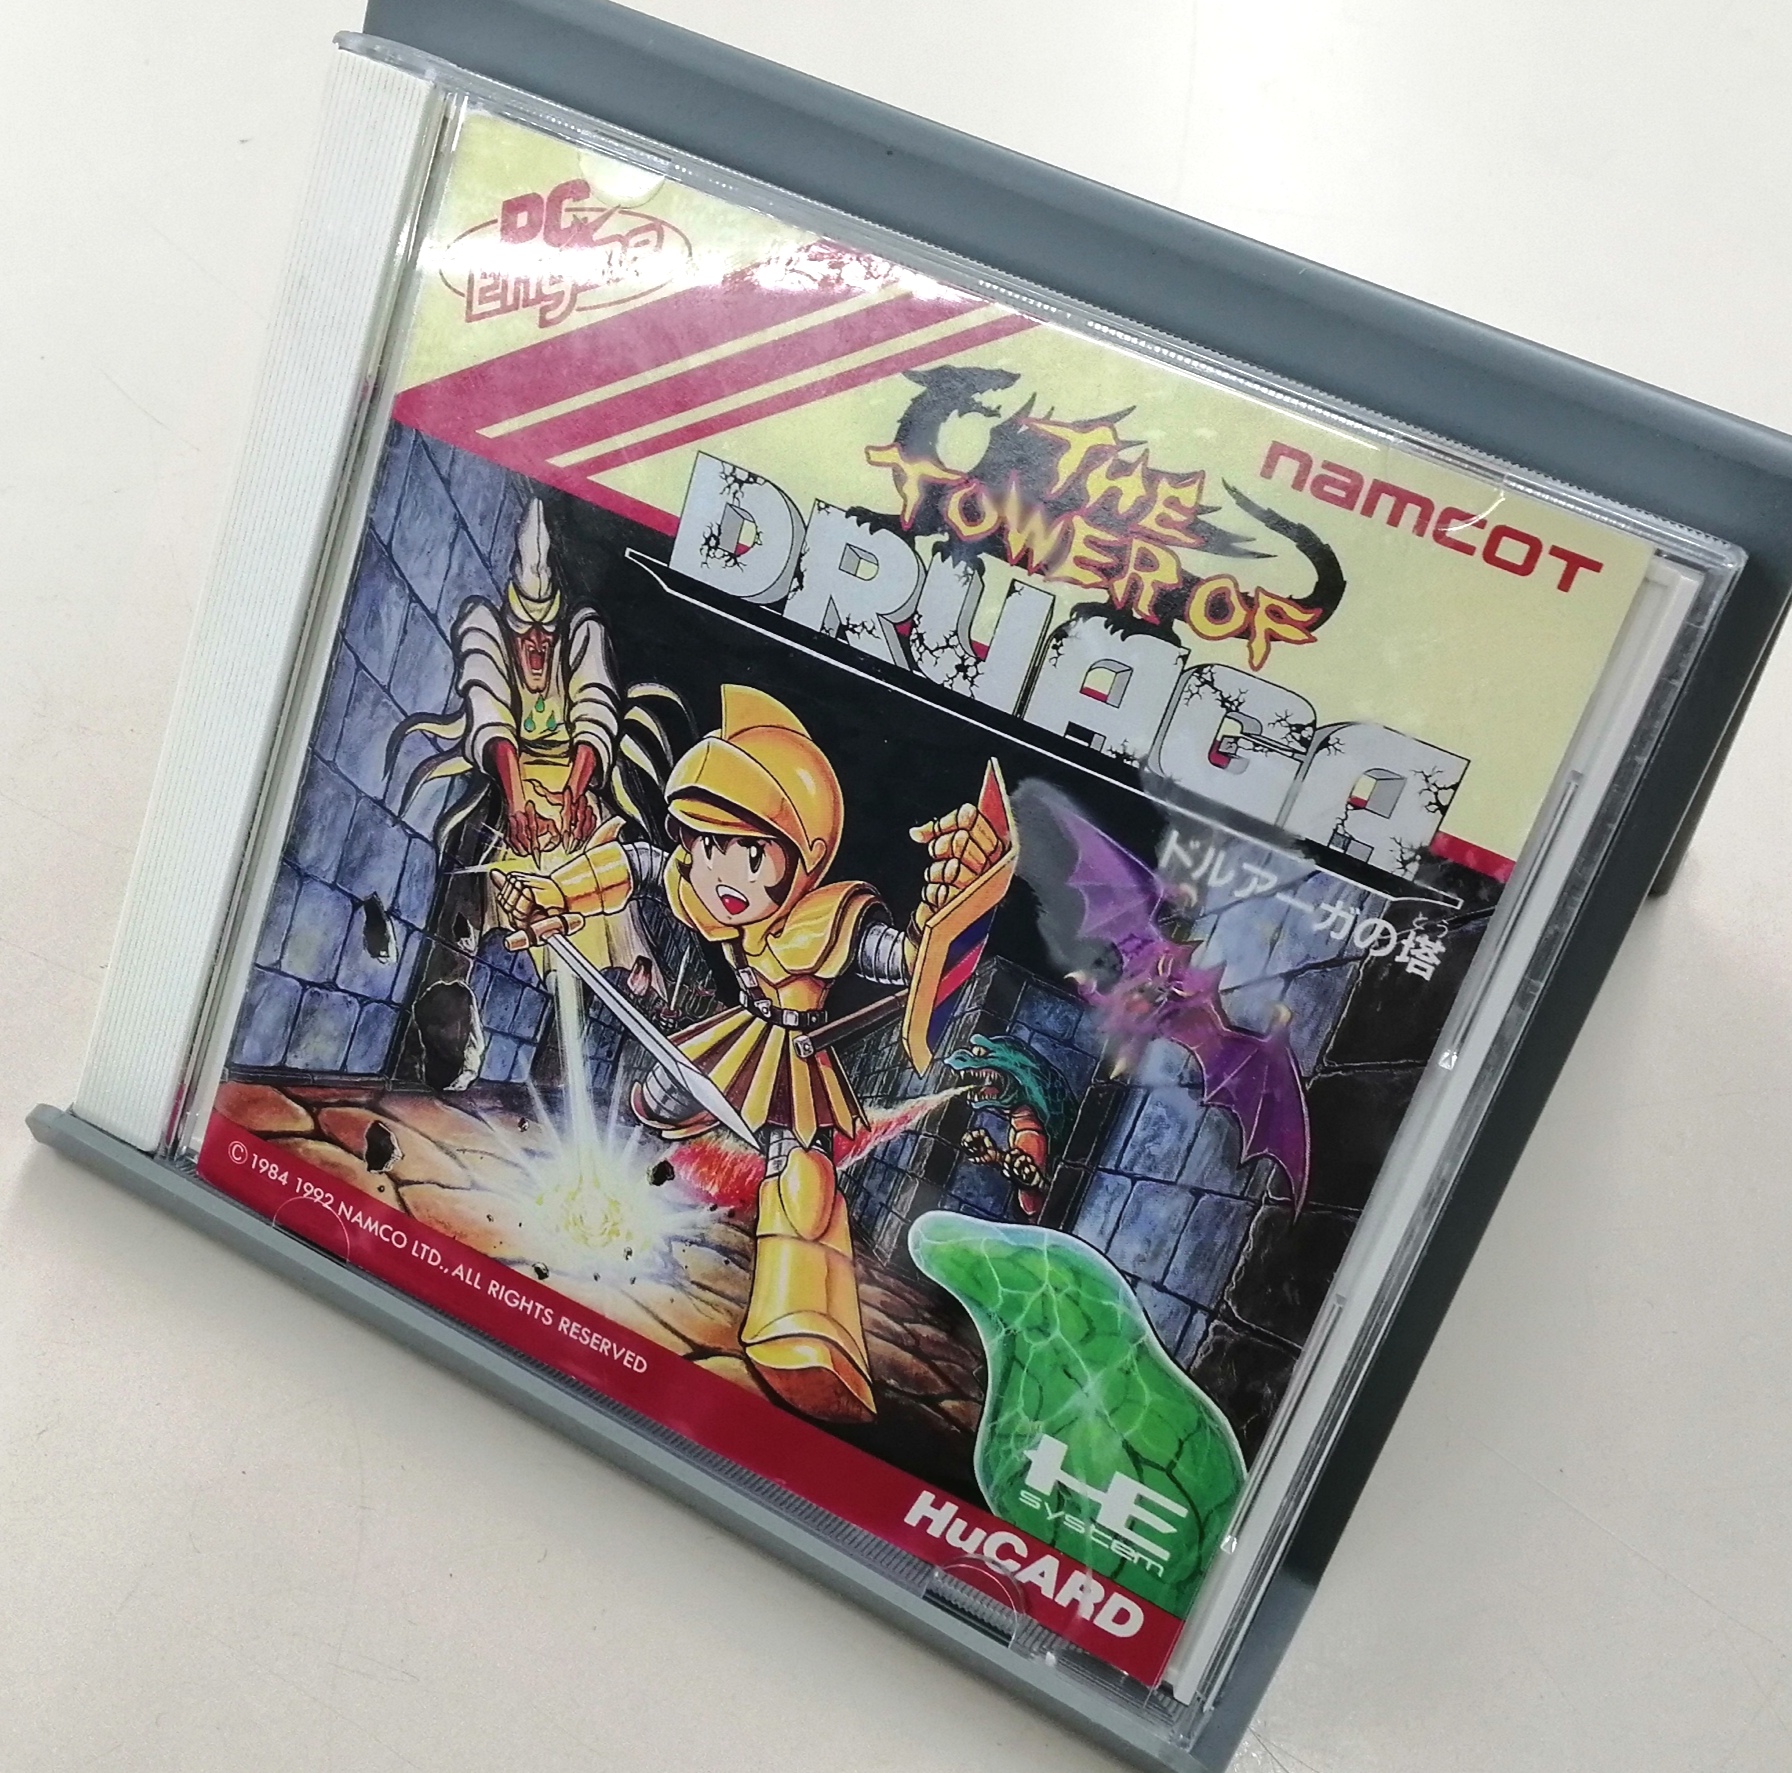 PC Engine
namcoT
THE
TOWER OF
DRUAGA
ドルアーガの塔
とう
© 1984 1992 NAMCO LTD., ALL RIGHTS RESERVED
HE
system
HuCARD